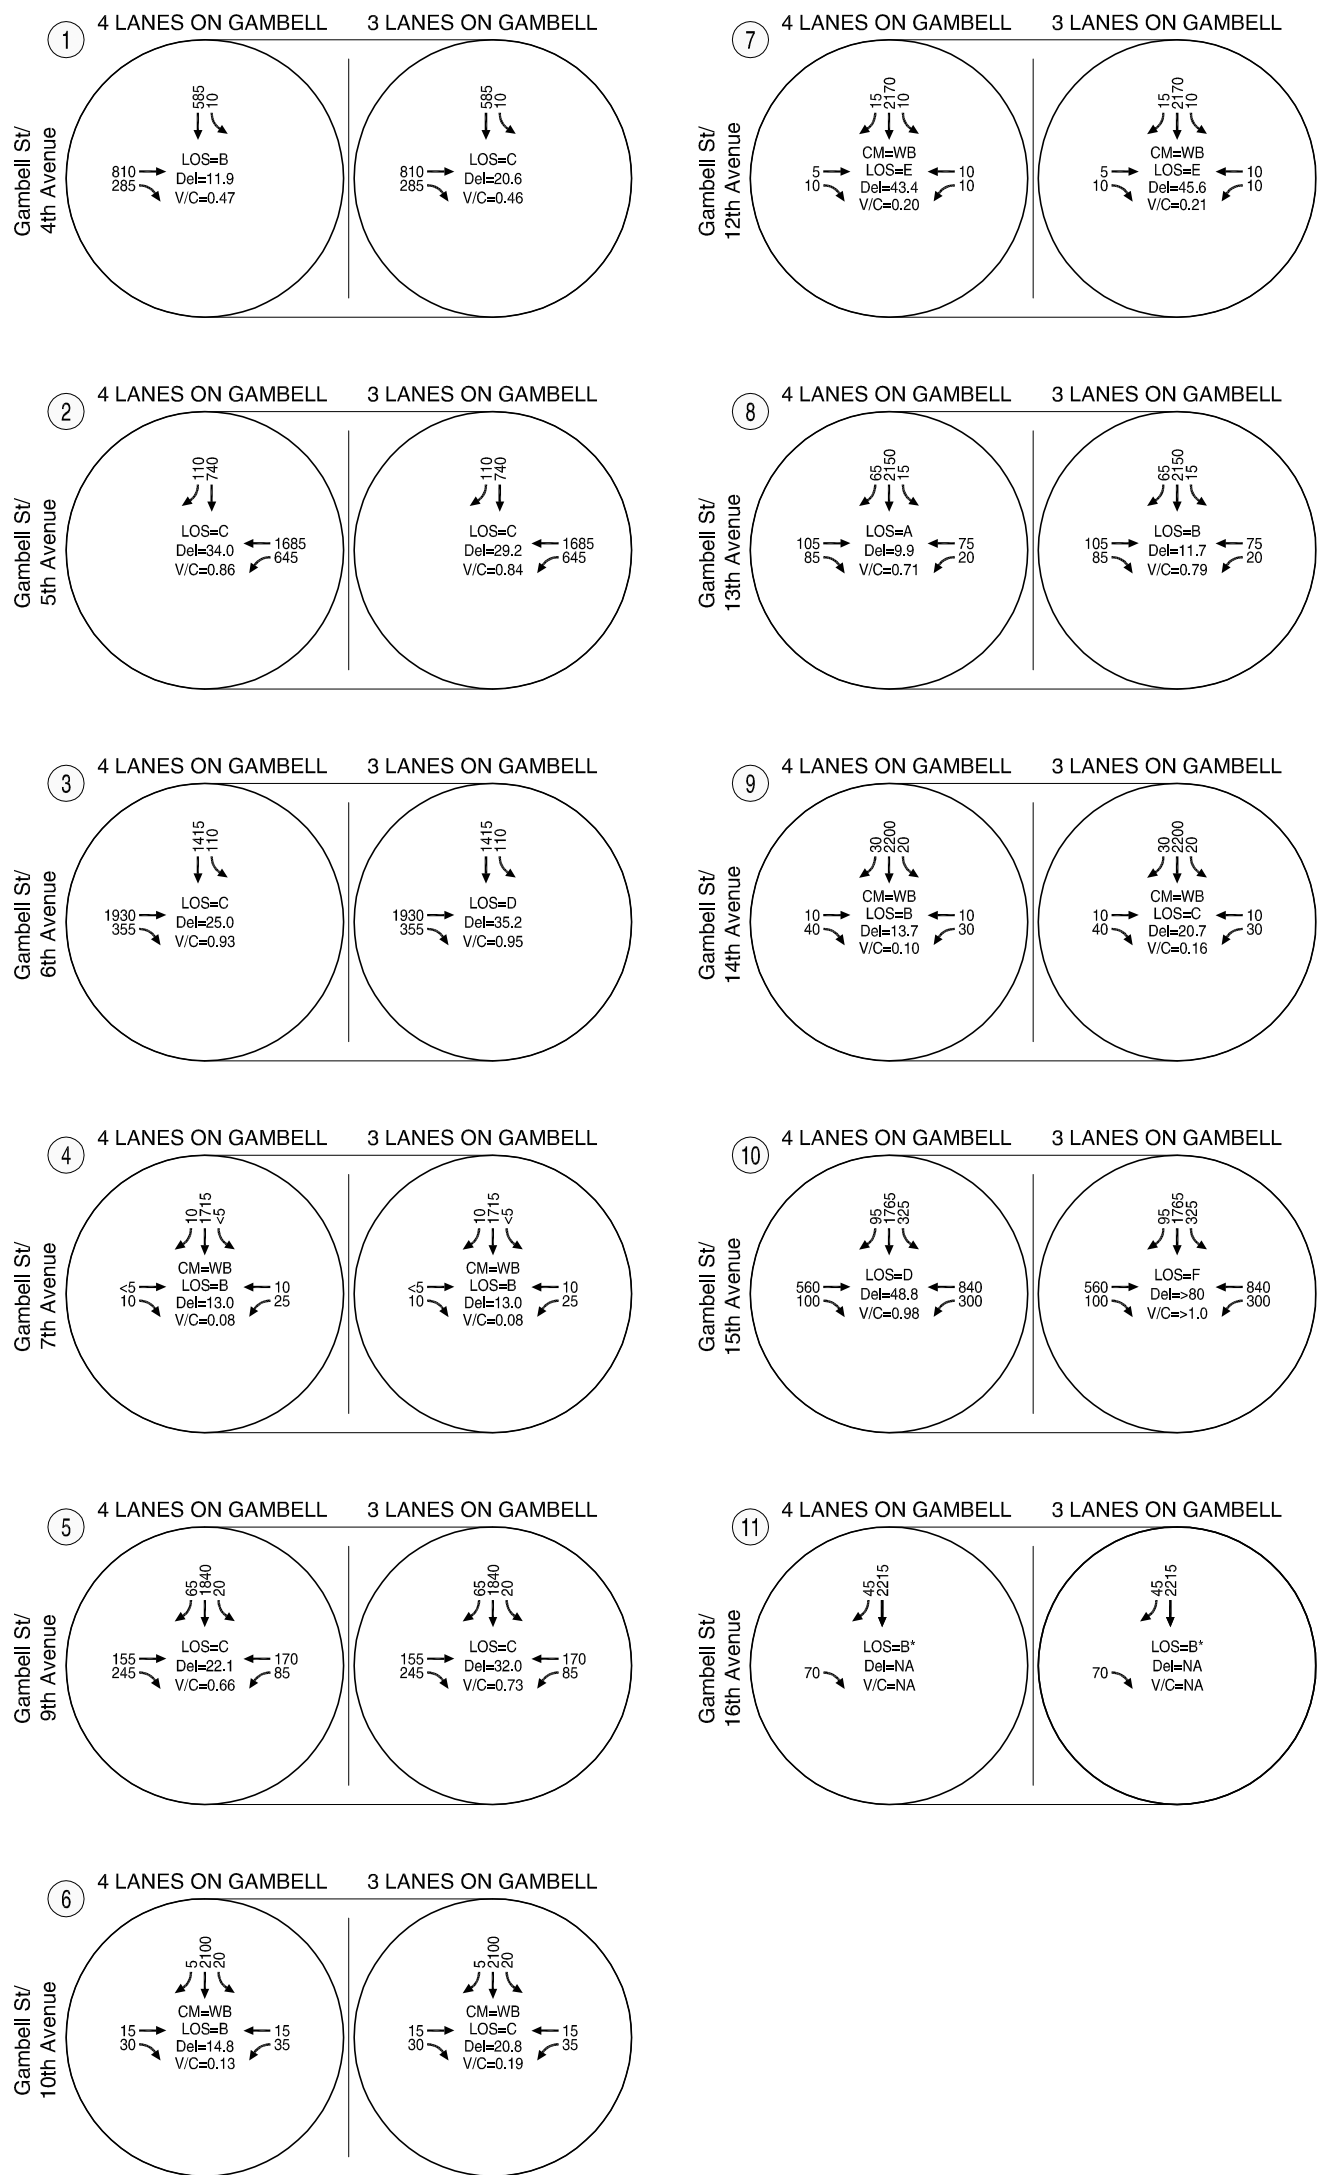 1
4 LANES ON GAMBELL
3 LANES ON GAMBELL
Gambell St/
4th Avenue
585
10
810
285
LOS=B
Del=11.9
V/C=0.47
585
10
810
285
LOS=C
Del=20.6
V/C=0.46
2
4 LANES ON GAMBELL
3 LANES ON GAMBELL
Gambell St/
5th Avenue
110
740
LOS=C
Del=34.0
V/C=0.86
1685
645
110
740
LOS=C
Del=29.2
V/C=0.84
1685
645
3
4 LANES ON GAMBELL
3 LANES ON GAMBELL
Gambell St/
6th Avenue
1415
110
1930
355
LOS=C
Del=25.0
V/C=0.93
1415
110
1930
355
LOS=D
Del=35.2
V/C=0.95
4
4 LANES ON GAMBELL
3 LANES ON GAMBELL
Gambell St/
7th Avenue
10
1715
<5
<5
10
CM=WB
LOS=B
Del=13.0
V/C=0.08
10
25
10
1715
<5
<5
10
CM=WB
LOS=B
Del=13.0
V/C=0.08
10
25
5
4 LANES ON GAMBELL
3 LANES ON GAMBELL
Gambell St/
9th Avenue
65
1840
20
155
245
LOS=C
Del=22.1
V/C=0.66
170
85
65
1840
20
155
245
LOS=C
Del=32.0
V/C=0.73
170
85
6
4 LANES ON GAMBELL
3 LANES ON GAMBELL
Gambell St/
10th Avenue
5
2100
20
15
30
CM=WB
LOS=B
Del=14.8
V/C=0.13
15
35
5
2100
20
15
30
CM=WB
LOS=C
Del=20.8
V/C=0.19
15
35
7
4 LANES ON GAMBELL
3 LANES ON GAMBELL
Gambell St/
12th Avenue
15
2170
10
5
10
CM=WB
LOS=E
Del=43.4
V/C=0.20
10
10
15
2170
10
5
10
CM=WB
LOS=E
Del=45.6
V/C=0.21
10
10
8
4 LANES ON GAMBELL
3 LANES ON GAMBELL
Gambell St/
13th Avenue
65
2150
15
105
85
LOS=A
Del=9.9
V/C=0.71
75
20
65
2150
15
105
85
LOS=B
Del=11.7
V/C=0.79
75
20
9
4 LANES ON GAMBELL
3 LANES ON GAMBELL
Gambell St/
14th Avenue
30
2200
20
10
40
CM=WB
LOS=B
Del=13.7
V/C=0.10
10
30
30
2200
20
10
40
CM=WB
LOS=C
Del=20.7
V/C=0.16
10
30
10
4 LANES ON GAMBELL
3 LANES ON GAMBELL
Gambell St/
15th Avenue
95
1765
325
560
100
LOS=D
Del=48.8
V/C=0.98
840
300
95
1765
325
560
100
LOS=F
Del=>80
V/C=>1.0
840
300
11
4 LANES ON GAMBELL
3 LANES ON GAMBELL
Gambell St/
16th Avenue
45
2215
70
LOS=B*
Del=NA
V/C=NA
45
2215
70
LOS=B*
Del=NA
V/C=NA